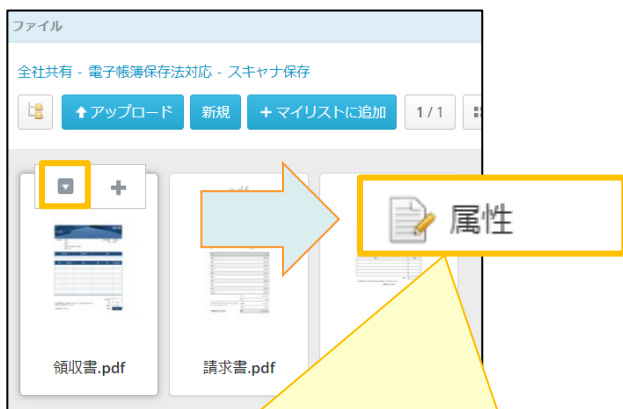 ファイル
全社共有 - 電子帳簿保存法対応 - スキャナ保存
アップロード 新規 + マイリストに追加 1 / 1
属性
領収書.pdf 請求書.pdf